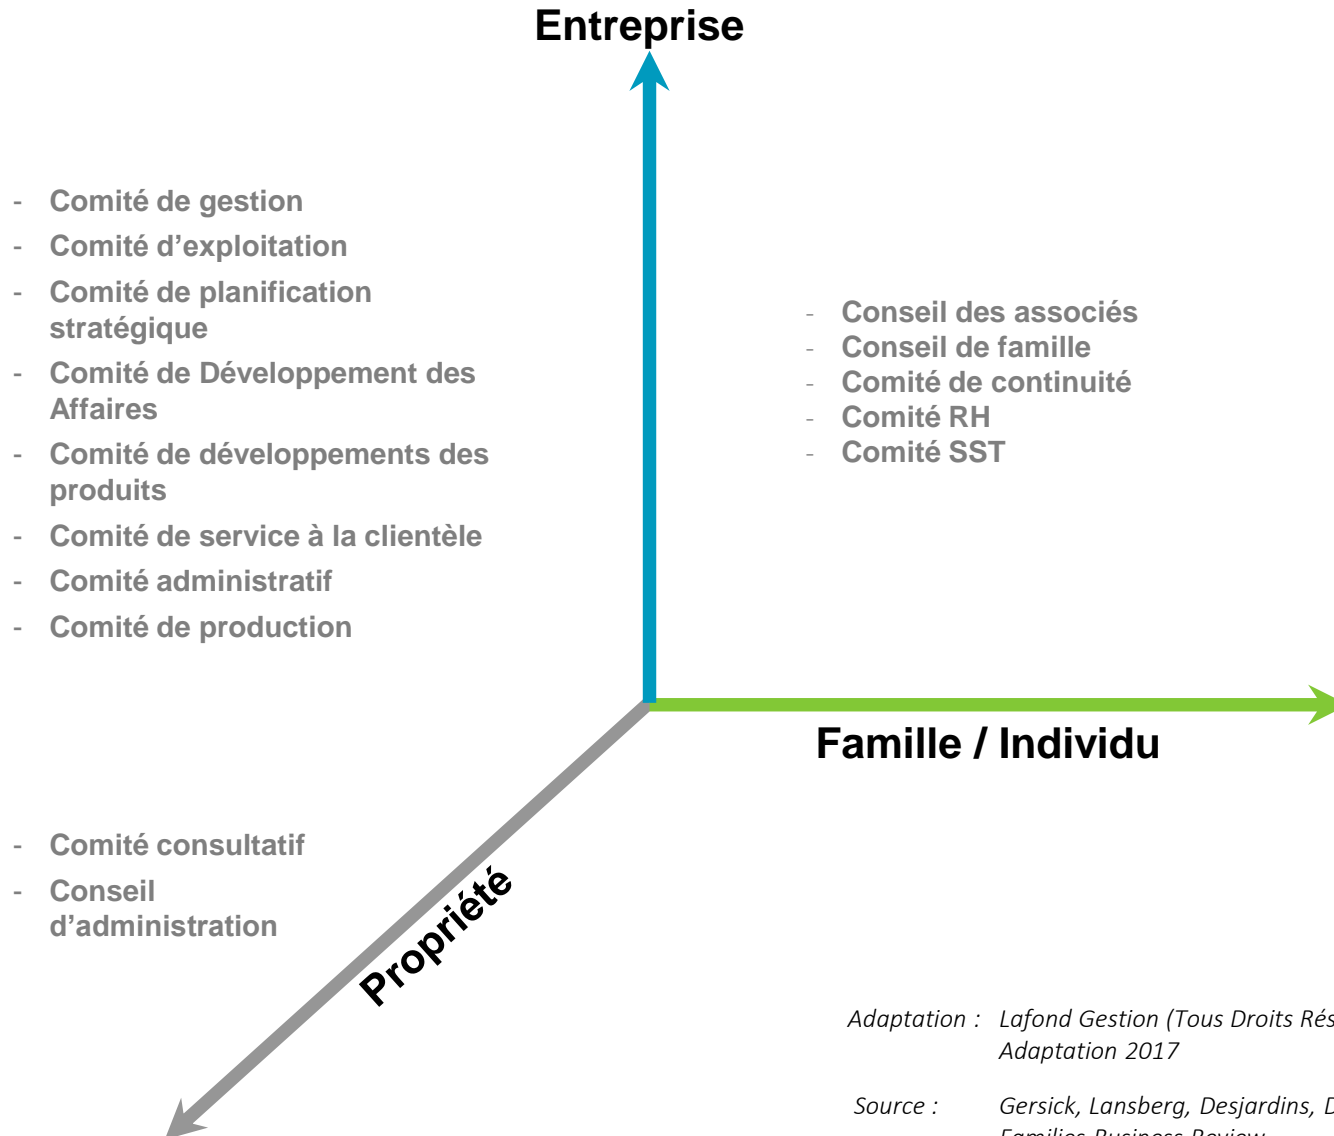 Entreprise
- Comité de gestion
- Comité d’exploitation
- Comité de planification
stratégique
- Comité de Développement des
Affaires
- Comité de développements des
produits
- Comité de service à la clientèle
- Comité administratif
- Comité de production
- Conseil des associés
- Conseil de famille
- Comité de continuité
- Comité RH
- Comité SST
Famille / Individu
- Comité consultatif
- Conseil
d’administration
Propriété
Adaptation : Lafond Gestion (Tous Droits
Adaptation 2017
Source : Gersick, Lansberg, Desjardins,
Families Business Review